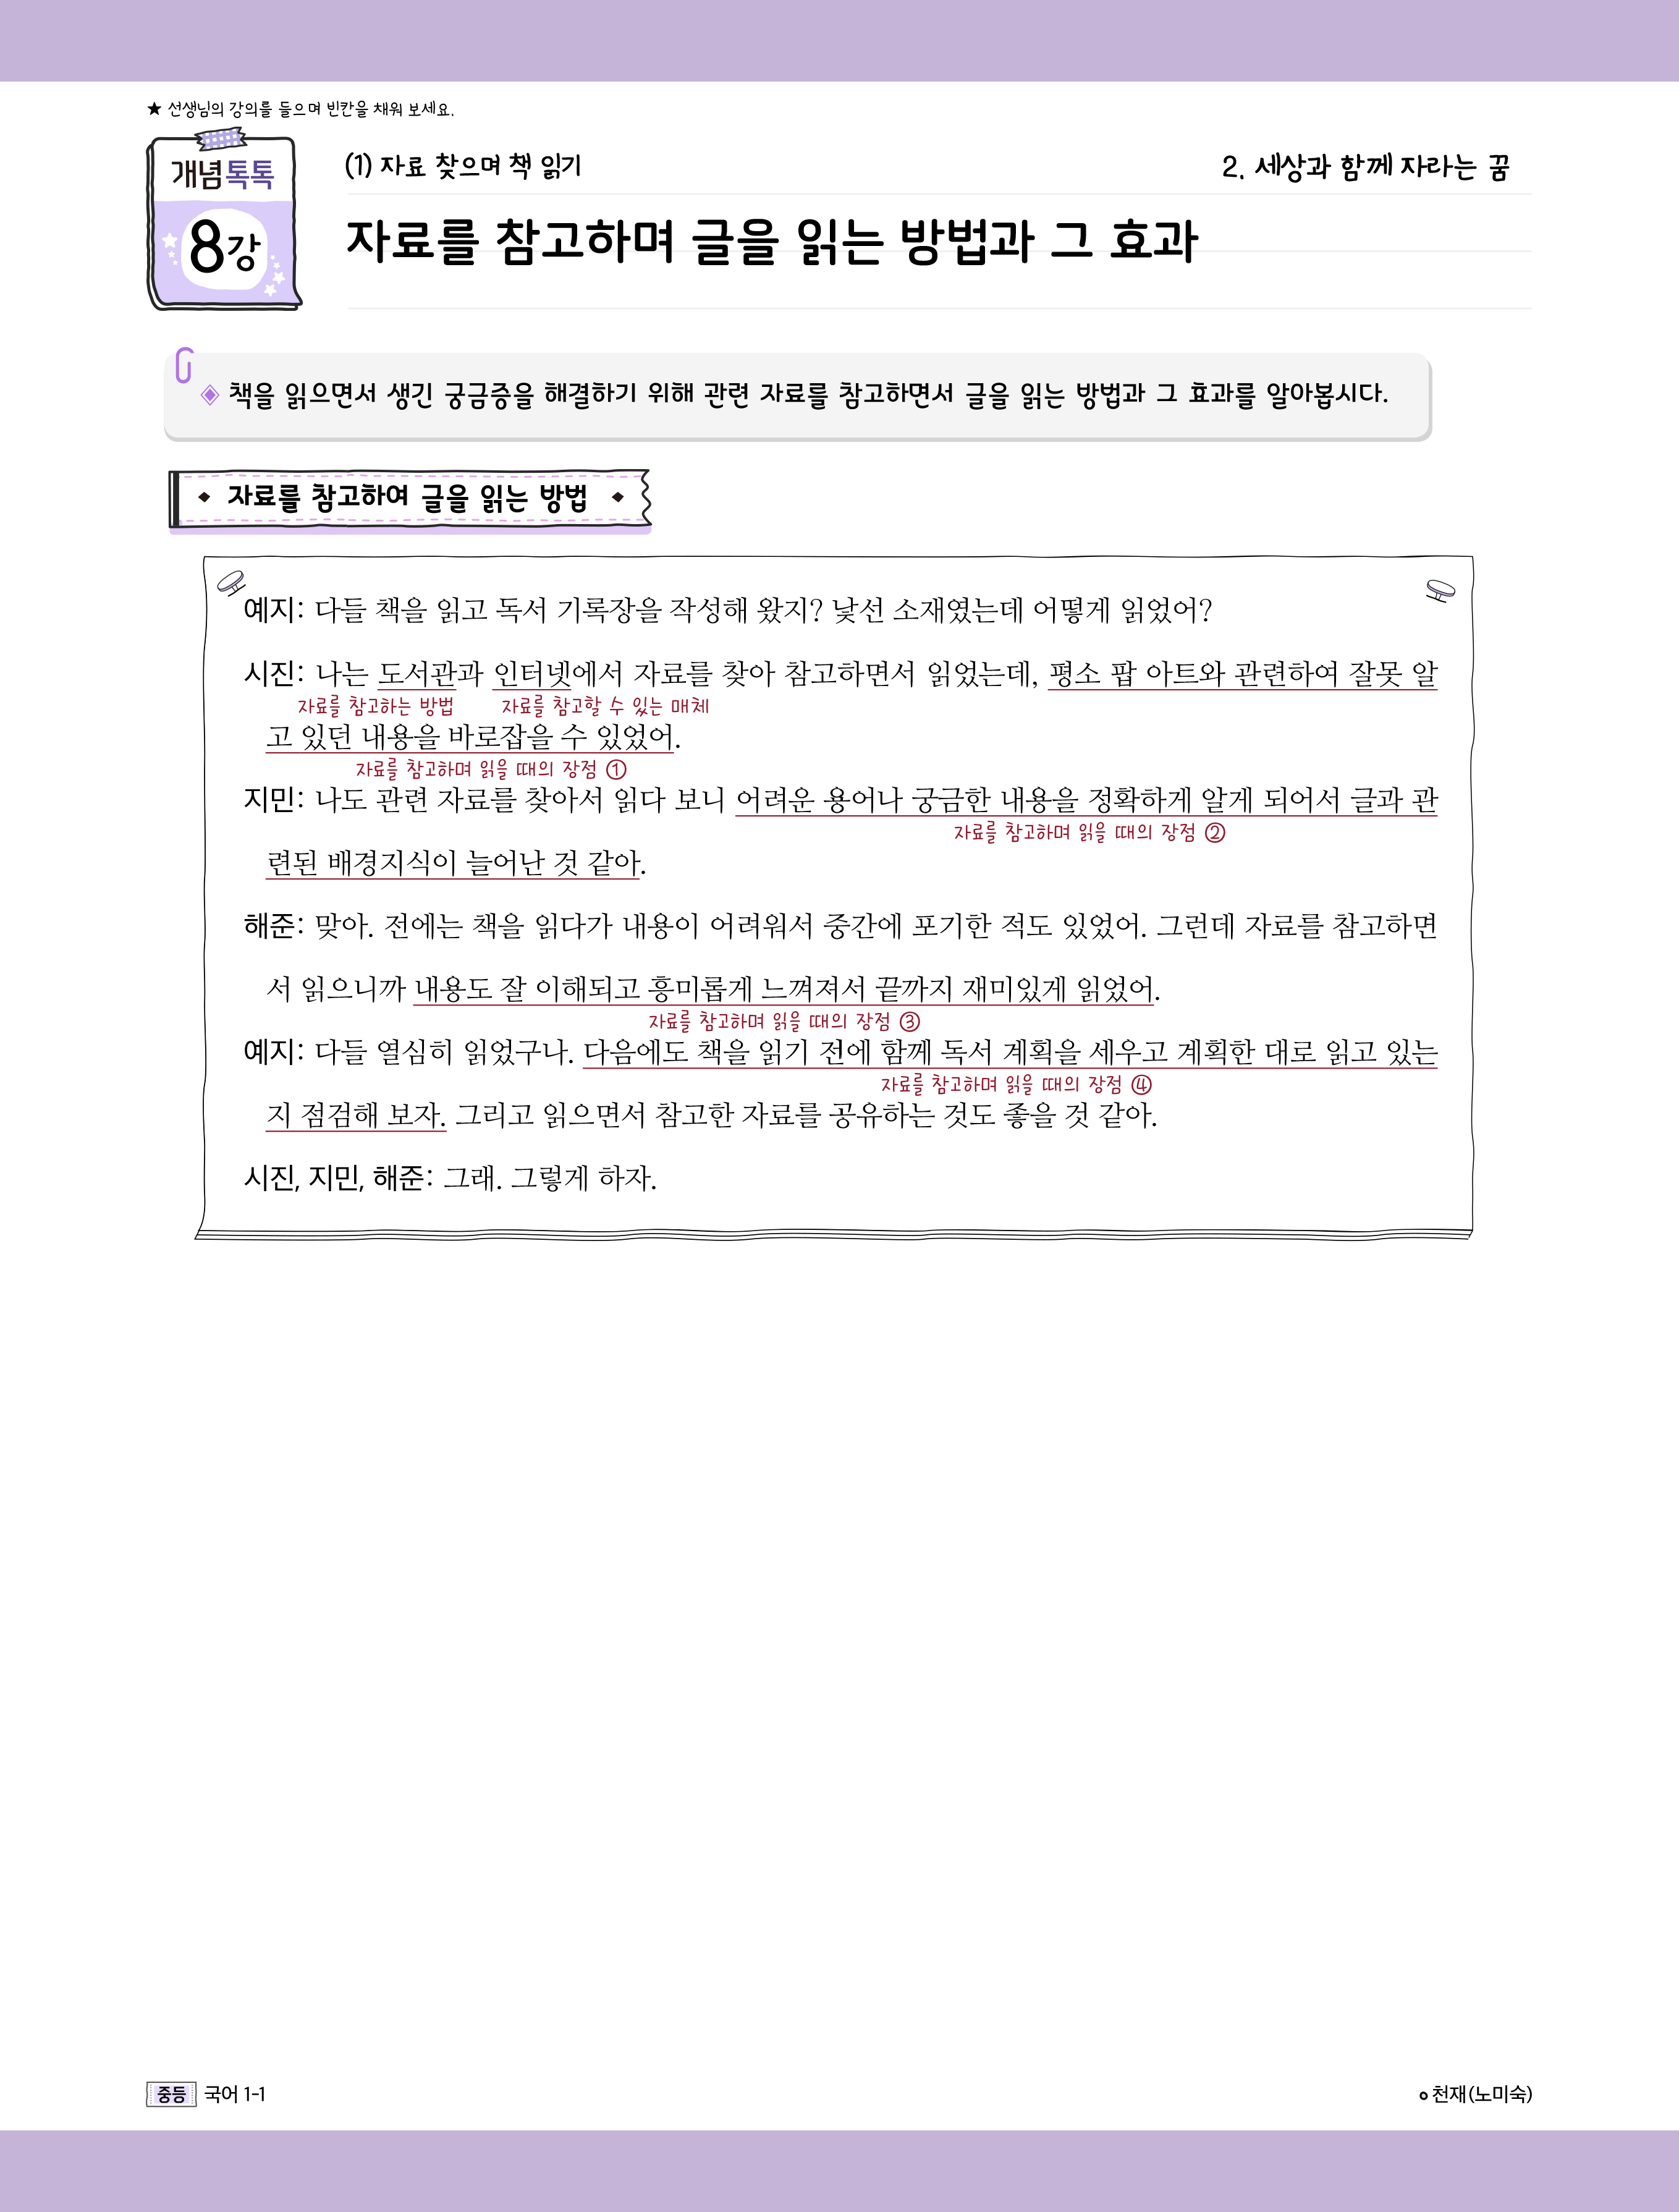 ★ 선생님의 강의를 들으며 빈칸을 채워 보세요.
개념톡톡
8강
(1) 자료 찾으며 책 읽기
2. 세상과 함께 자라는 꿈
자료를 참고하며 글을 읽는 방법과 그 효과
◈ 책을 읽으면서 생긴 궁금증을 해결하기 위해 관련 자료를 참고하면서 글을 읽는 방법과 그 효과를 알아봅시다.
◆ 자료를 참고하여 글을 읽는 방법 ◆
예지: 다들 책을 읽고 독서 기록장을 작성해 왔지? 낯선 소재였는데 어떻게 읽었어?
시진: 나는 도서관과 인터넷에서 자료를 찾아 참고하면서 읽었는데, 평소 팝 아트와 관련하여 잘못 알
자료를 참고하는 방법 자료를 참고할 수 있는 매체
고 있던 내용을 바로잡을 수 있었어.
자료를 참고하며 읽을 때의 장점 ①
지민: 나도 관련 자료를 찾아서 읽다 보니 어려운 용어나 궁금한 내용을 정확하게 알게 되어서 글과 관
자료를 참고하며 읽을 때의 장점 ②
련된 배경지식이 늘어난 것 같아.
해준: 맞아. 전에는 책을 읽다가 내용이 어려워서 중간에 포기한 적도 있었어. 그런데 자료를 참고하면
서 읽으니까 내용도 잘 이해되고 흥미롭게 느껴져서 끝까지 재미있게 읽었어.
자료를 참고하며 읽을 때의 장점 ③
예지: 다들 열심히 읽었구나. 다음에도 책을 읽기 전에 함께 독서 계획을 세우고 계획한 대로 읽고 있는
자료를 참고하며 읽을 때의 장점 ④
지 점검해 보자. 그리고 읽으면서 참고한 자료를 공유하는 것도 좋을 것 같아.
시진, 지민, 해준: 그래. 그렇게 하자.
중등 국어 1-1
천재(노미숙)